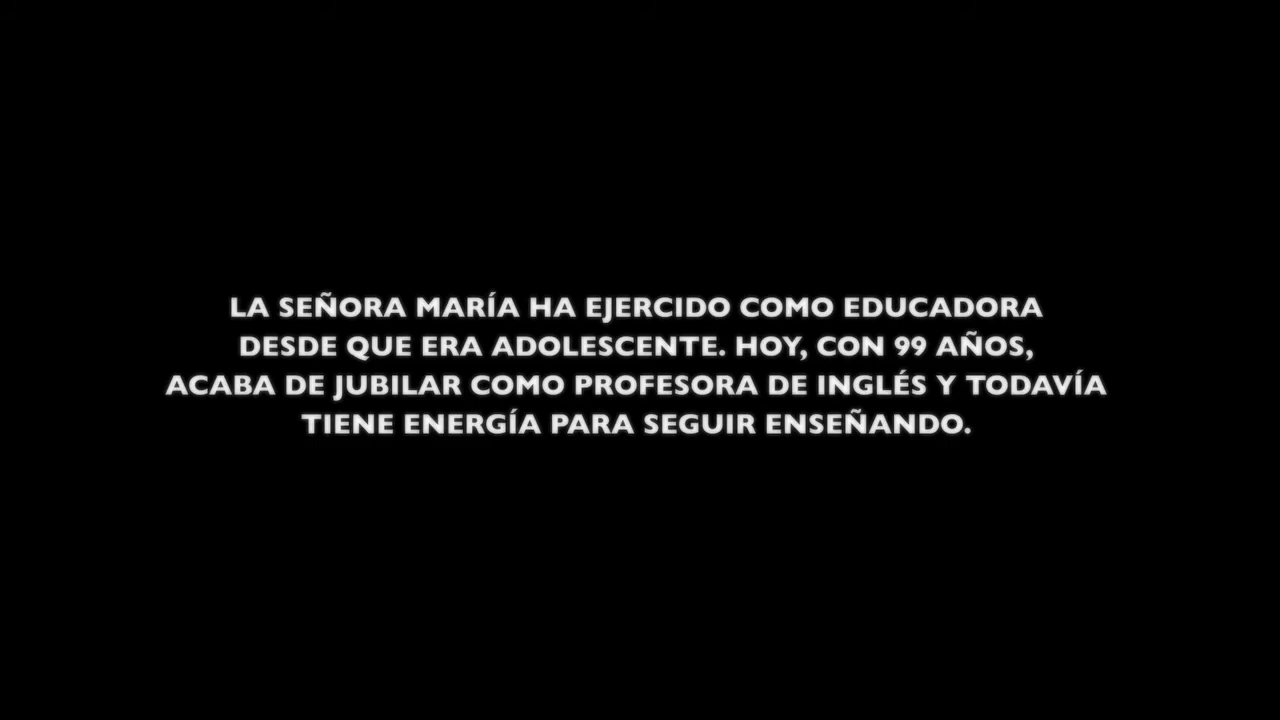 LA SEÑORA MARÍA HA EJERCIDO COMO EDUCADORA
DESDE QUE ERA ADOLESCENTE. HOY, CON 99 AÑOS,
ACABA DE JUBILAR COMO PROFESORA DE INGLÉS Y TODAVÍA
TIENE ENERGÍA PARA SEGUIR ENSEÑANDO.